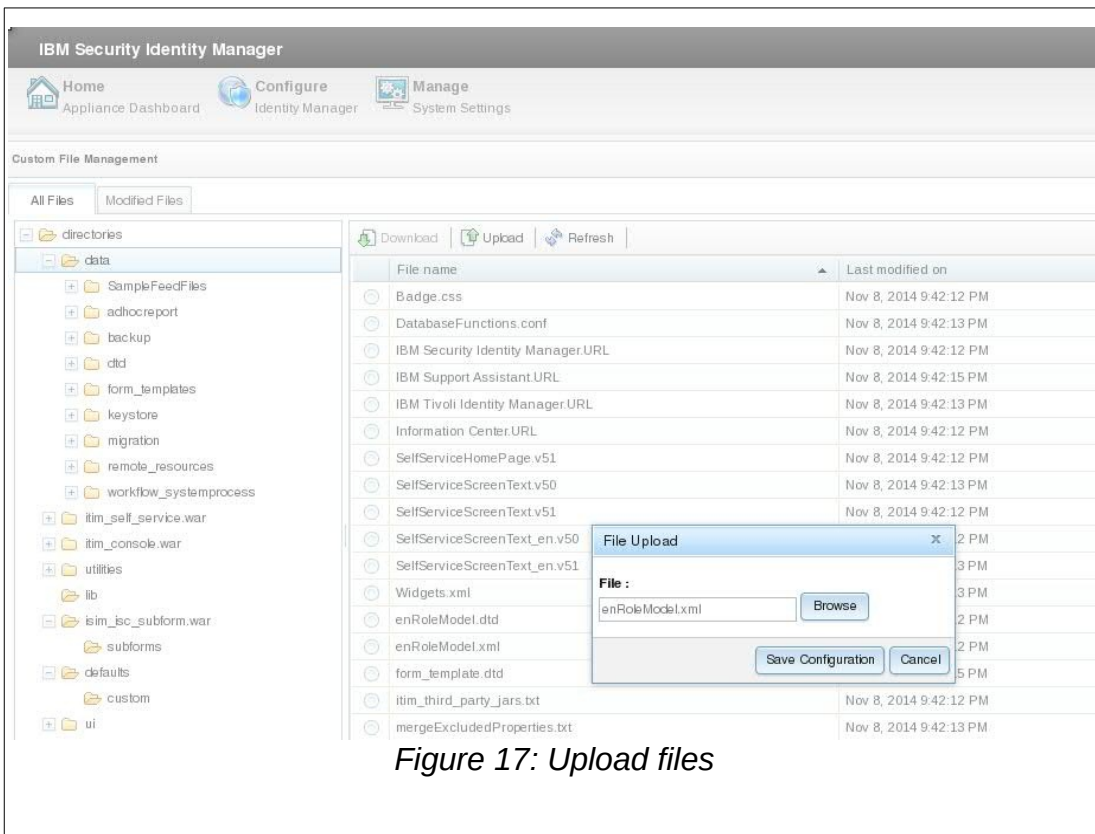 IBM Security Identity Manager
Home
Appliance Dashboard
Configure
Identity Manager
Manage
System Settings
Custom File Management
All Files
Modified Files
directories
data
SampleFeedFiles
adhocreport
backup
dtd
form_templates
keystore
migration
remote_resources
workflow_systemprocess
itim_self_service.war
itim_console.war
utilities
lib
isim_isc_subform.war
subforms
defaults
custom
ui
Download Upload Refresh
File name Last modified on
Badge.css Nov 8, 2014 9:42:12 PM
DatabaseFunctions.conf Nov 8, 2014 9:42:13 PM
IBM Security Identity Manager.URL Nov 8, 2014 9:42:12 PM
IBM Support Assistant.URL Nov 8, 2014 9:42:15 PM
IBM Tivoli Identity Manager.URL Nov 8, 2014 9:42:13 PM
Information Center.URL Nov 8, 2014 9:42:12 PM
SelfServiceHomePage.v51 Nov 8, 2014 9:42:12 PM
SelfServiceScreenText.v50 Nov 8, 2014 9:42:13 PM
SelfServiceScreenText.v51 Nov 8, 2014 9:42:12 PM
SelfServiceScreenText_en.v50 2 PM
SelfServiceScreenText_en.v51 3 PM
Widgets.xml 3 PM
enRoleModel.dtd 2 PM
enRoleModel.xml 2 PM
form_template.dtd 5 PM
itim_third_party_jars.txt Nov 8, 2014 9:42:12 PM
mergeExcludedProperties.txt Nov 8, 2014 9:42:13 PM
File Upload x
File :
enRoleModel.xml Browse
Save Configuration Cancel
Figure 17: Upload files